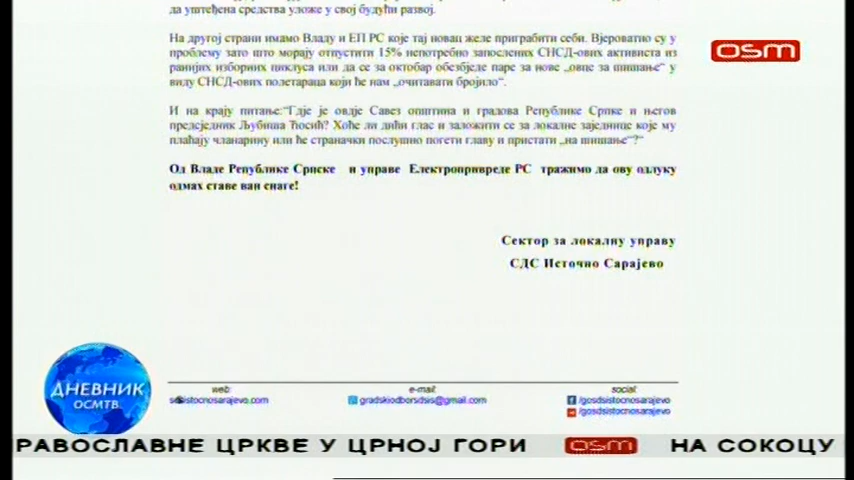 да уштеђена средства уложе у свој будући развој.
На другој страни имамо Владу и ЕП РС које тај новац желе приграбити себи. Вјероватно су у
проблему зато што морају отпустити 15% непотребно запослених СНСД-ових активиста из
ранијих изборних циклуса или да се за октобар обезбједе паре за нове „овце за шишање“ у
виду СНСД-ових полетараца који ће нам „очитавати бројило“.
И на крају питање:“Гдје је овдје Савез општина и градова Републике Српке и његов
предсједник Љубиша Ћосић? Хоће ли дићи глас и заложити се за локалне заједнице које му
плаћају чланарину или ће страначки послушно погети главу и пристати „на шишање“?“
Од Владе Републике Српске и управе Електропривреде РС тражимо да ову одлуку
одмах ставе ван снаге!
Сектор за локалну управу
СДС Источно Сарајево
web: e-mail: social:
sdsistocnosarajevo.com gradskiodborsdsis@gmail.com /gosdsistocnosarajevo
/gosdsistocnosarajevo
OSM
ДНЕВНИК
ОСМТВ
РАВОСЛАВНЕ ЦРКВЕ У ЦРНОЈ ГОРИ OSM НА СОКОЦУ